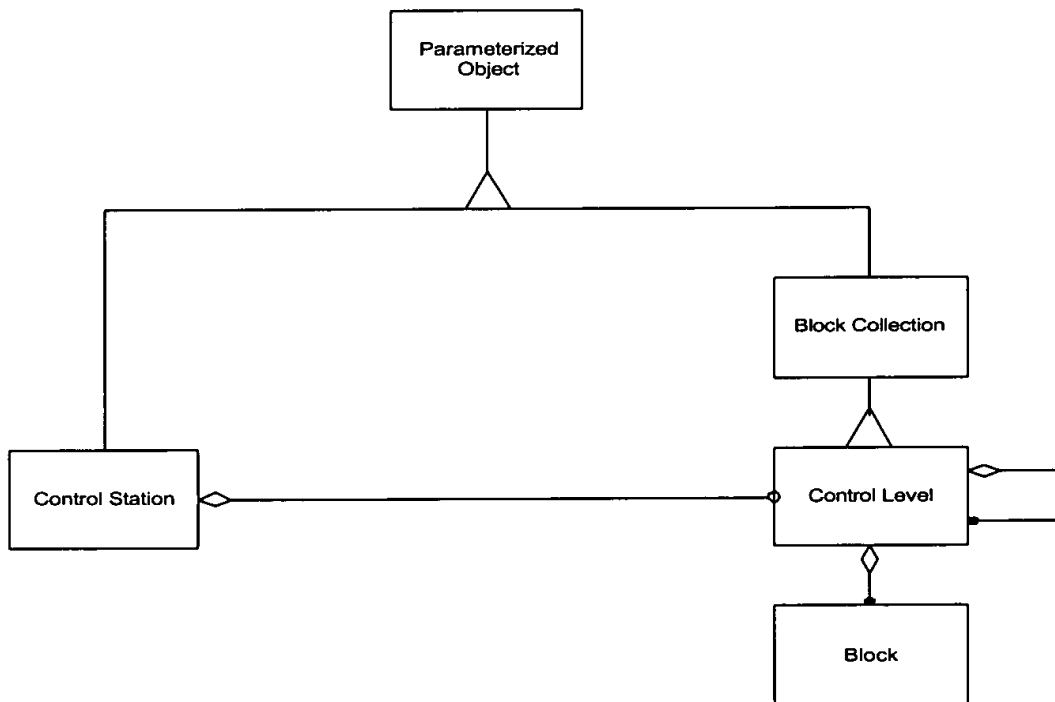 Parameterized
Object
Block Collection
Control Station
Control Level
Block